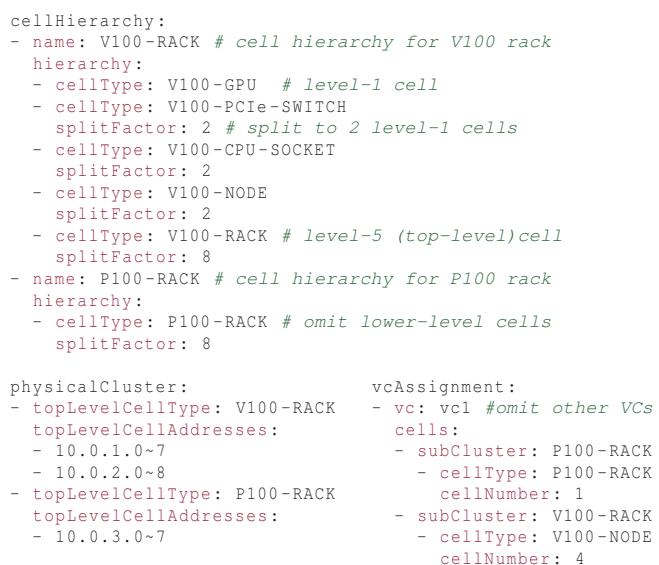 cellHierarchy:
- name: V100-RACK # cell hierarchy for V100 rack
  hierarchy:
  - cellType: V100-GPU  # level-1 cell
  - cellType: V100-PCIe-SWITCH
    splitFactor: 2 # split to 2 level-1 cells
  - cellType: V100-CPU-SOCKET
    splitFactor: 2
  - cellType: V100-NODE
    splitFactor: 2
  - cellType: V100-RACK # level-5 (top-level)cell
    splitFactor: 8
- name: P100-RACK # cell hierarchy for P100 rack
  hierarchy:
  - cellType: P100-RACK # omit lower-level cells
    splitFactor: 8
physicalCluster:
- topLevelCellType: V100-RACK
  topLevelCellAddresses:
  - 10.0.1.0~7
  - 10.0.2.0~8
- topLevelCellType: P100-RACK
  topLevelCellAddresses:
  - 10.0.3.0~7
vcAssignment:
- vc: vc1 #omit other VCs
  cells:
  - subCluster: P100-RACK
    - cellType: P100-RACK
      cellNumber: 1
  - subCluster: V100-RACK
    - cellType: V100-NODE
      cellNumber: 4